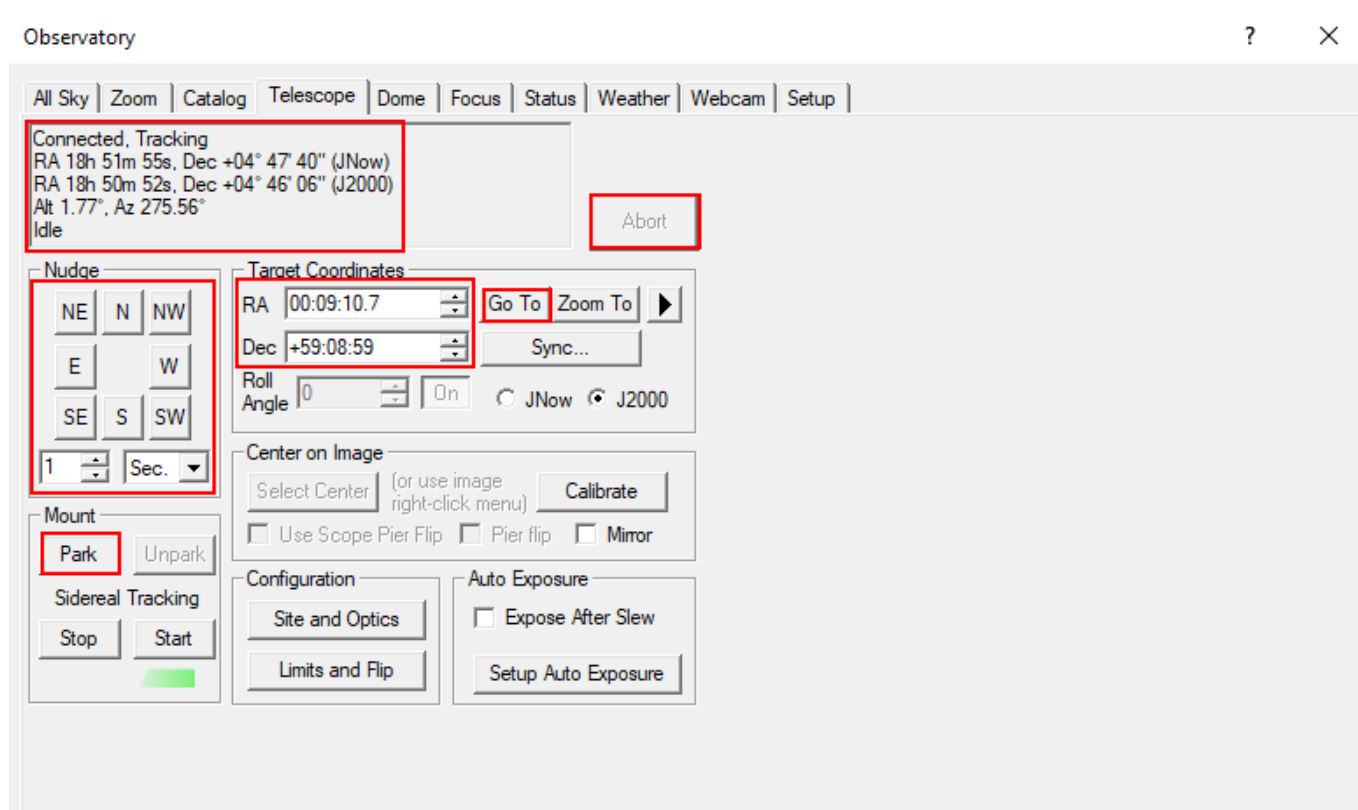 Observatory ? ×
All Sky Zoom Catalog Telescope Dome Focus Status Weather Webcam Setup
Connected, Tracking
RA 18h 51m 55s, Dec +04° 47' 40" (JNow)
RA 18h 50m 52s, Dec +04° 46' 06" (J2000)
Alt 1.77°, Az 275.56°
Idle
Abort
Nudge
NE N NW
E W
SE S SW
1 Sec.
Target Coordinates
RA 00:09:10.7 Go To Zoom To
Dec +59:08:59 Sync...
Roll
Angle 0 On JNow J2000
Center on Image
Select Center (or use image
right-click menu) Calibrate
Use Scope Pier Flip Pier flip Mirror
Mount
Park Unpark
Sidereal Tracking
Stop Start
Configuration
Site and Optics
Limits and Flip
Auto Exposure
Expose After Slew
Setup Auto Exposure